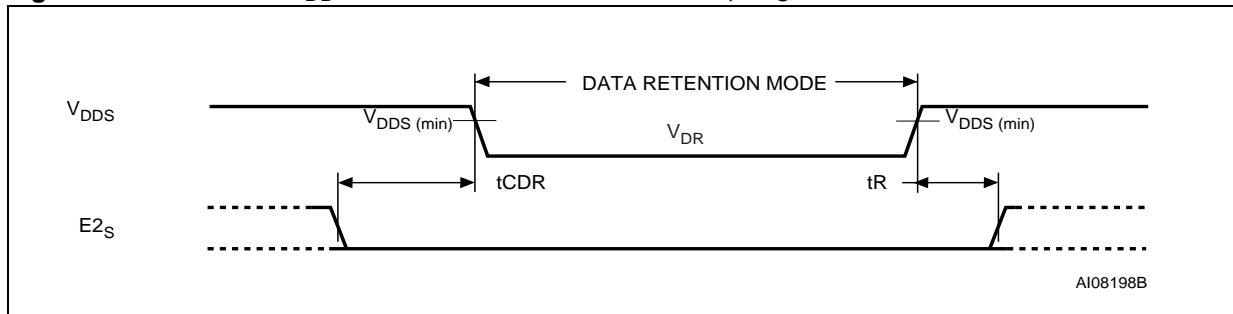 DATA RETENTION MODE
VDDS
VDDS (min)
VDR
VDDS (min)
tCDR
tR
E2S
AI08198B